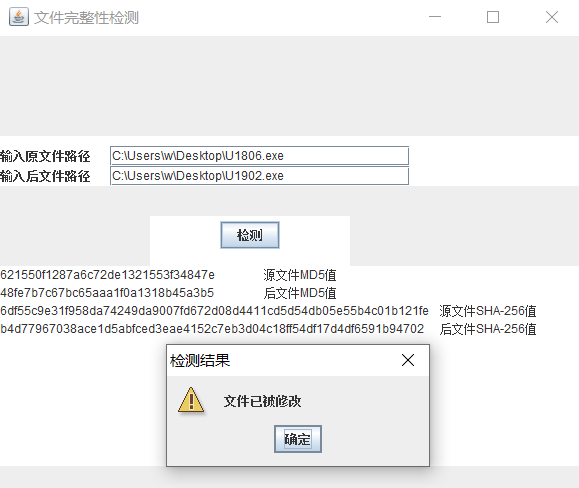 文件完整性检测
输入原文件路径 C:\Users\w\Desktop\U1806.exe
输入后文件路径 C:\Users\w\Desktop\U1902.exe
检测
621550f1287a6c72de1321553f34847e 源文件MD5值
48fe7b7c67bc65aaa1f0a1318b45a3b5 后文件MD5值
6df55c9e31f958da74249da9007fd672d08d4411cd5d54db05e55b4c01b121fe 源文件SHA-256值
b4d77967038ace1d5abfced3eae4152c7eb3d04c18ff54df17d4df6591b94702 后文件SHA-256值
检测结果
文件已被修改
确定